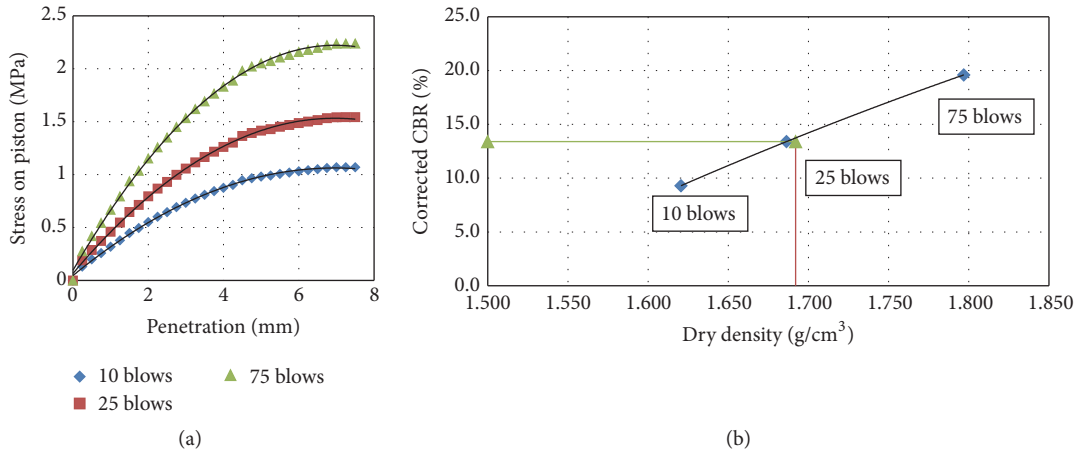 2.5
2
1.5
1
0.5
0
0 2 4 6 8
Stress on piston (MPa)
Penetration (mm)
10 blows
75 blows
25 blows
(a)
25.0
20.0
15.0
10.0
5.0
0.0
1.500 1.550 1.600 1.650 1.700 1.750 1.800 1.850
Corrected CBR (%)
75 blows
25 blows
10 blows
Dry density (g/cm³)
(b)